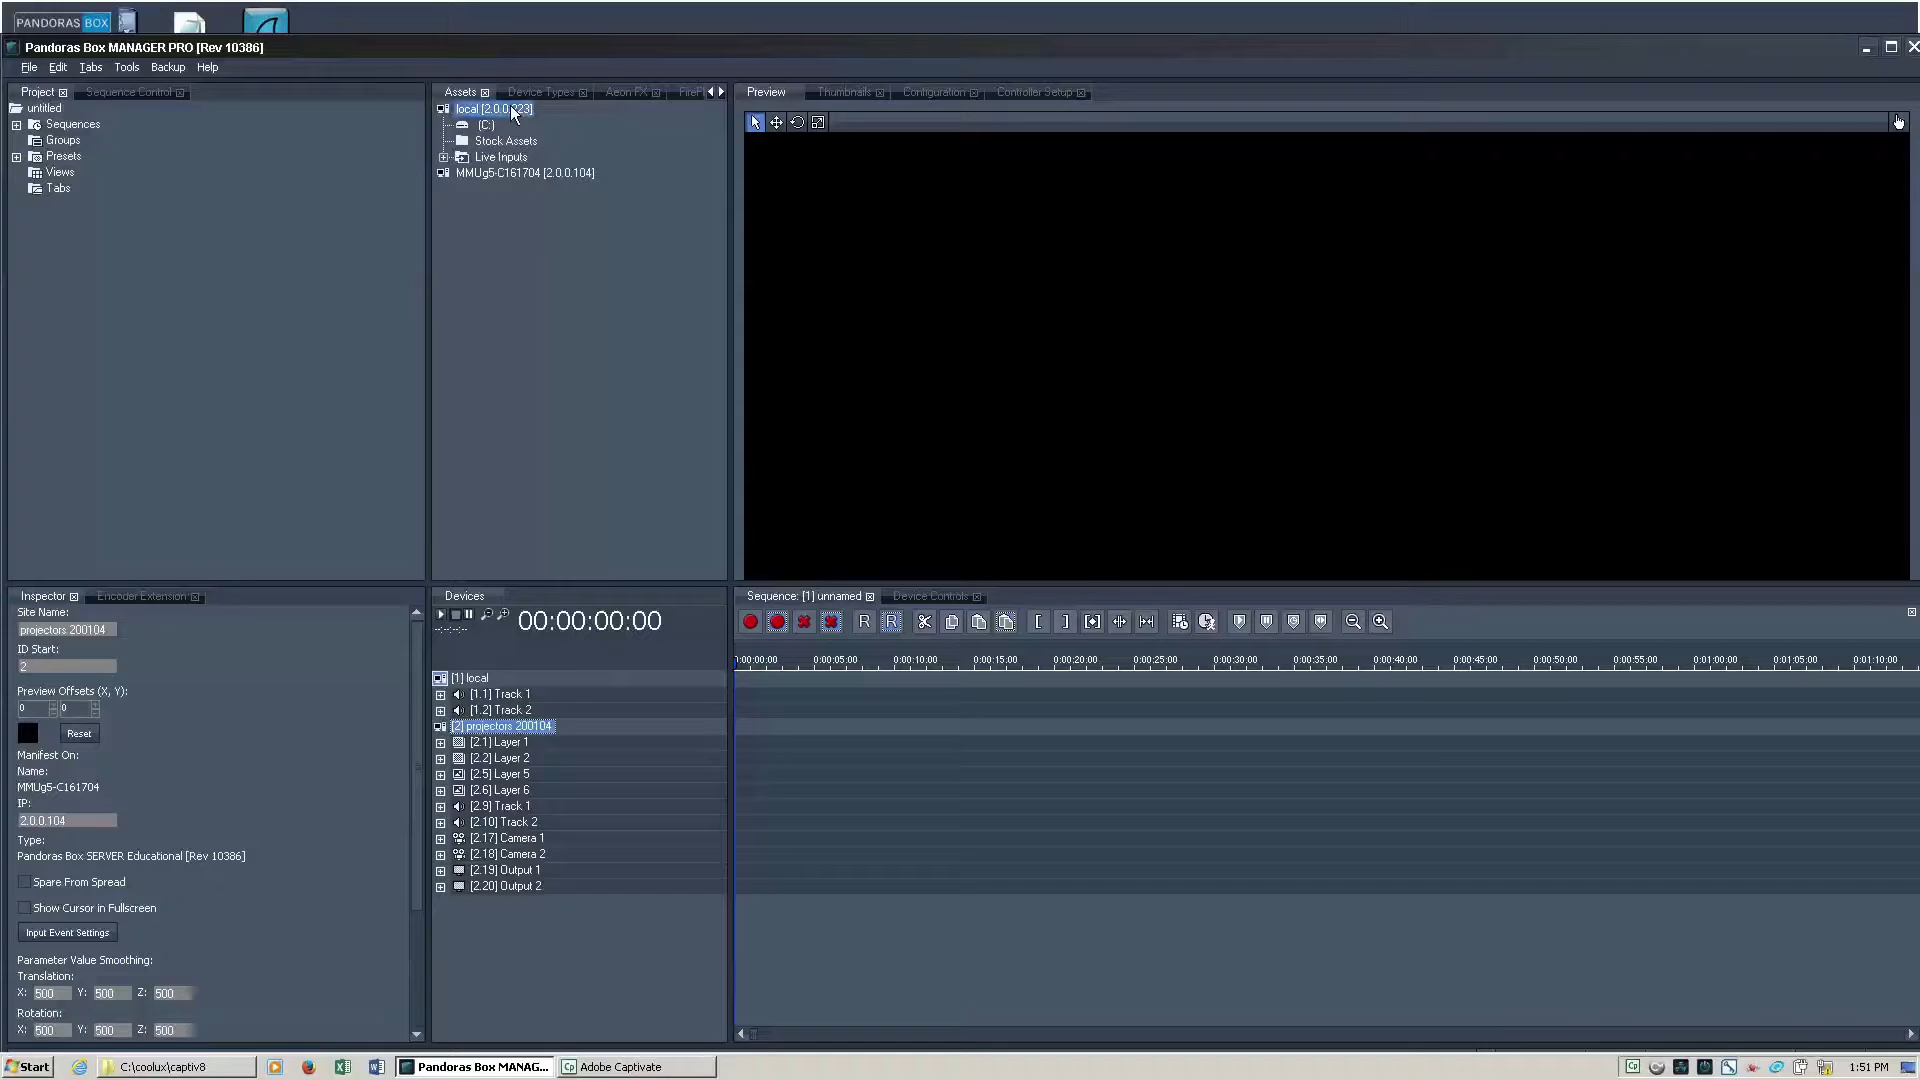 PANDORAS BOX
Pandoras Box MANAGER PRO [Rev 10386]
File Edit Tabs Tools Backup Help
Project Sequence Control
untitled
Sequences
Groups
Presets
Views
Tabs
Assets Device Types Aeon FX
local [2.0.0.223]
(C:)
Stock Assets
Live Inputs
MMUg5-C161704 [2.0.0.104]
Preview Thumbnails Configuration Controller Setup
Inspector Encoder Extension
Site Name:
projectors 200104
ID Start:
2
Preview Offsets (X, Y):
0 0
Reset
Manifest On:
Name:
MMUg5-C161704
IP:
2.0.0.104
Type:
Pandoras Box SERVER Educational [Rev 10386]
Spare From Spread
Show Cursor in Fullscreen
Input Event Settings
Parameter Value Smoothing:
Translation:
X: 500 Y: 500 Z: 500
Rotation:
X: 500 Y: 500 Z: 500
Devices
00:00:00:00
--:--:--:--
[1] local
[1.1] Track 1
[1.2] Track 2
[2] projectors 200104
[2.1] Layer 1
[2.2] Layer 2
[2.5] Layer 5
[2.6] Layer 6
[2.9] Track 1
[2.10] Track 2
[2.17] Camera 1
[2.18] Camera 2
[2.19] Output 1
[2.20] Output 2
Sequence: [1] unnamed Device Controls
R R
0:00:00:00 0:00:05:00 0:00:10:00 0:00:15:00 0:00:20:00 0:00:25:00 0:00:30:00 0:00:35:00 0:00:40:00 0:00:45:00 0:00:50:00 0:00:55:00 0:01:00:00 0:01:05:00 0:01:10:00
Start C:\coolux\captiv8 Pandoras Box MANAG... Cp Adobe Captivate Cp 1:51 PM